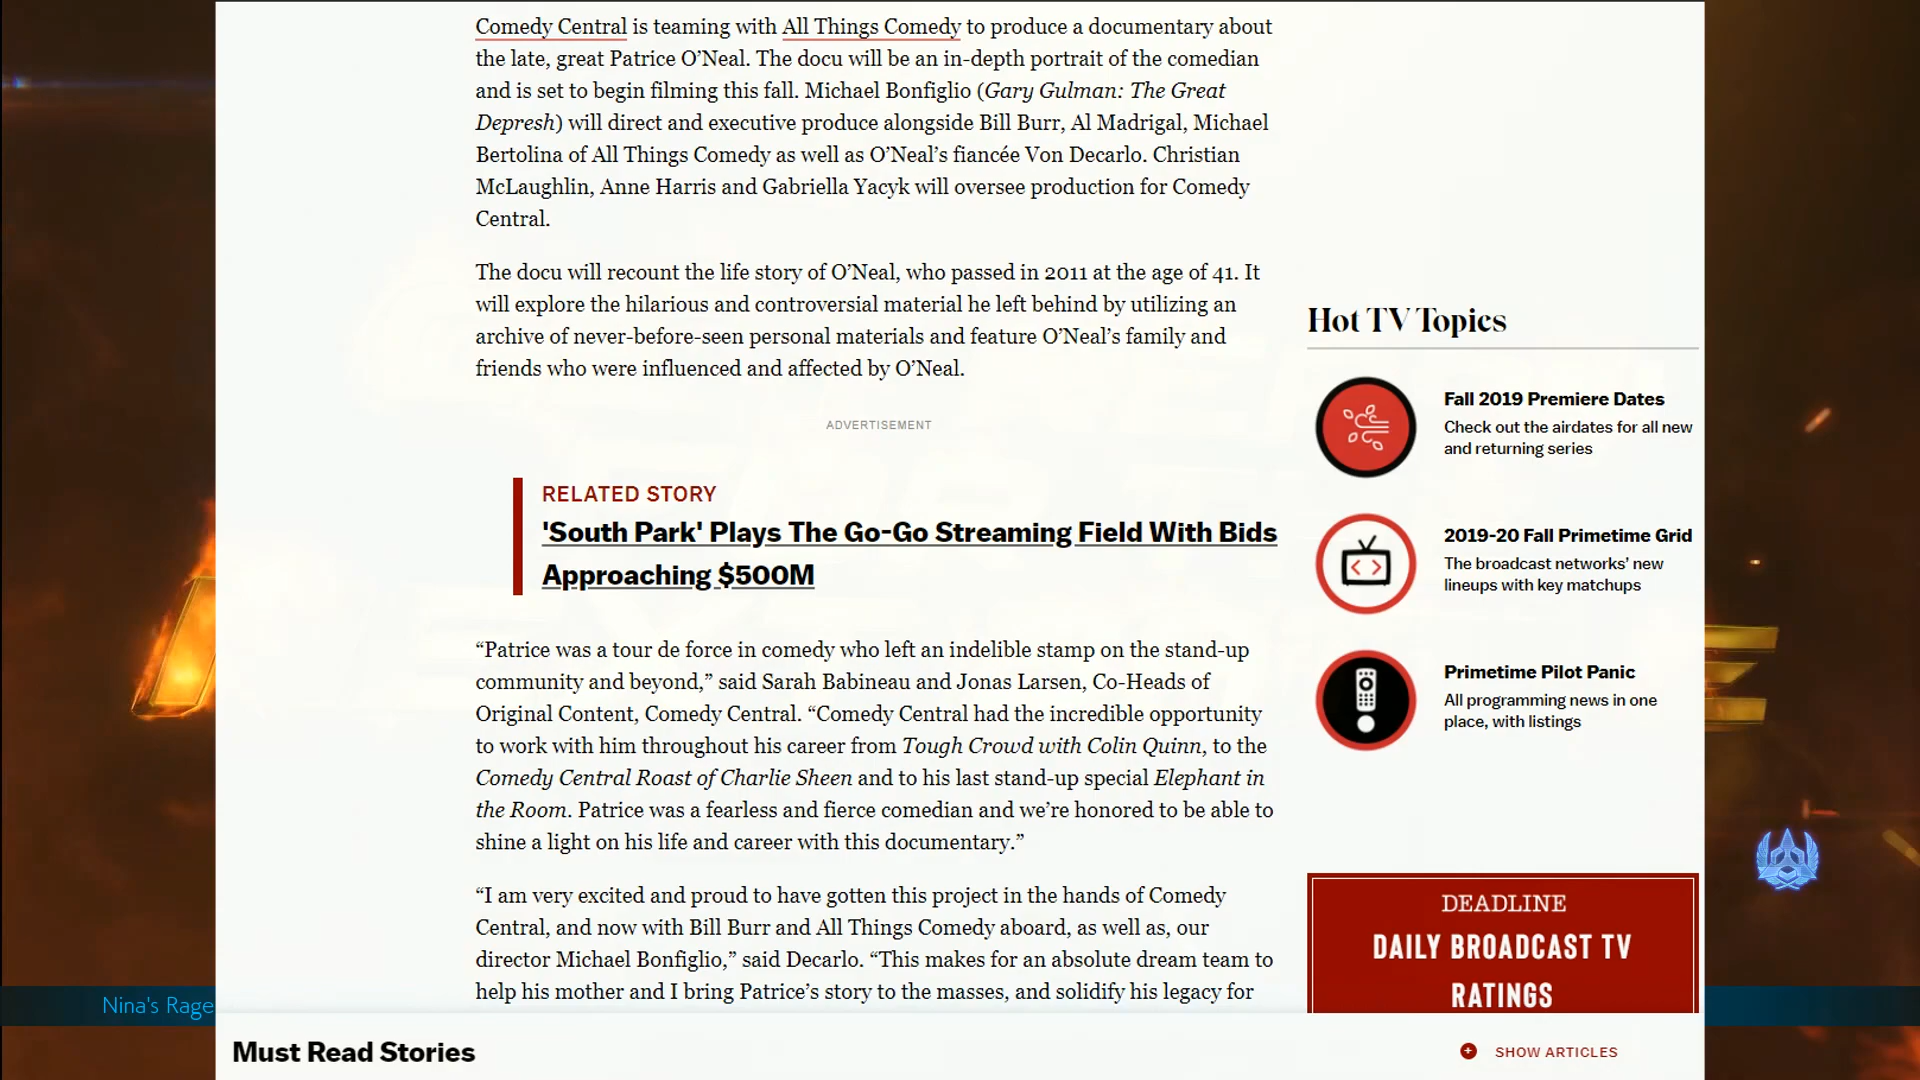 Comedy Central is teaming with All Things Comedy to produce a documentary about
the late, great Patrice O’Neal. The docu will be an in-depth portrait of the comedian
and is set to begin filming this fall. Michael Bonfiglio (Gary Gulman: The Great
Depresh) will direct and executive produce alongside Bill Burr, Al Madrigal, Michael
Bertolina of All Things Comedy as well as O’Neal’s fiancée Von Decarlo. Christian
McLaughlin, Anne Harris and Gabriella Yacyk will oversee production for Comedy
Central.
The docu will recount the life story of O’Neal, who passed in 2011 at the age of 41. It
will explore the hilarious and controversial material he left behind by utilizing an
archive of never-before-seen personal materials and feature O’Neal’s family and
friends who were influenced and affected by O’Neal.
ADVERTISEMENT
RELATED STORY
'South Park' Plays The Go-Go Streaming Field With Bids
Approaching $500M
“Patrice was a tour de force in comedy who left an indelible stamp on the stand-up
community and beyond,” said Sarah Babineau and Jonas Larsen, Co-Heads of
Original Content, Comedy Central. “Comedy Central had the incredible opportunity
to work with him throughout his career from Tough Crowd with Colin Quinn, to the
Comedy Central Roast of Charlie Sheen and to his last stand-up special Elephant in
the Room. Patrice was a fearless and fierce comedian and we’re honored to be able to
shine a light on his life and career with this documentary.”
“I am very excited and proud to have gotten this project in the hands of Comedy
Central, and now with Bill Burr and All Things Comedy aboard, as well as, our
director Michael Bonfiglio,” said Decarlo. “This makes for an absolute dream team to
help his mother and I bring Patrice’s story to the masses, and solidify his legacy for
Hot TV Topics
Fall 2019 Premiere Dates
Check out the airdates for all new
and returning series
2019-20 Fall Primetime Grid
The broadcast networks’ new
lineups with key matchups
Primetime Pilot Panic
All programming news in one
place, with listings
DEADLINE
DAILY BROADCAST TV
RATINGS
Nina's Rage
Must Read Stories
SHOW ARTICLES